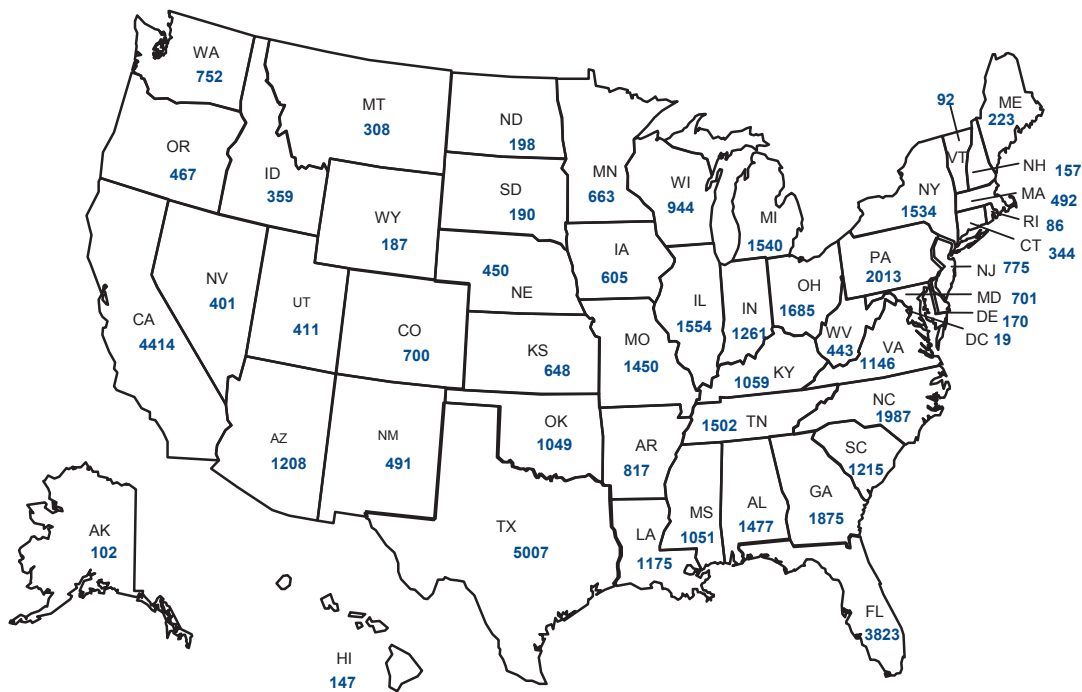 WA
752
MT
308
ND
198
OR
467
ID
359
SD
190
MN
663
WI
944
MI
1540
WY
187
IA
605
450
NE
NV
401
UT
411
CO
700
CA
4414
KS
648
MO
1450
IL
1554
IN
1261
OH
1685
PA
2013
NY
1534
92
VT
ME
223
NH 157
MA 492
RI 86
CT 344
NJ 775
MD 701
DE 170
DC 19
WV
443
VA
1146
KY
1059
NC
1987
1502 TN
SC
1215
AZ
1208
NM
491
OK
1049
AR
817
MS
1051
AL
1477
GA
1875
TX
5007
LA
1175
FL
3823
AK
102
HI
147